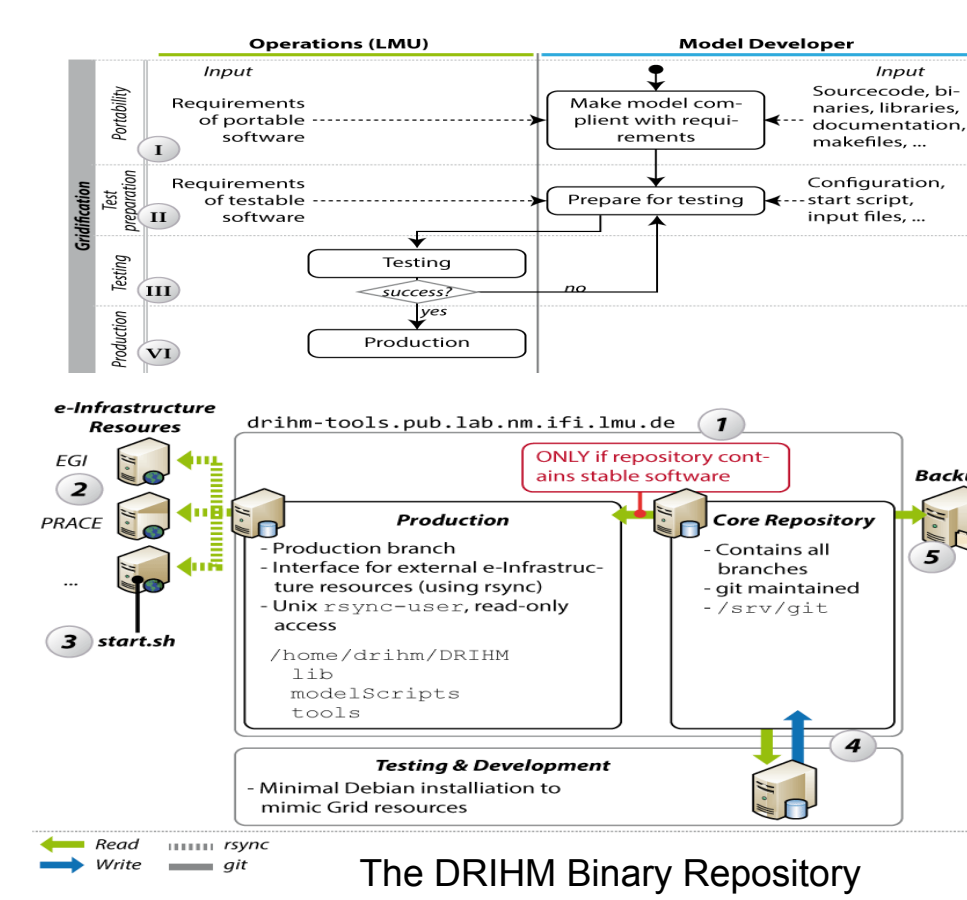 Operations (LMU)
Model Developer
Input
Input
Gridification
Portability
I
Requirements
of portable
software
Make model com-
plient with requi-
rements
Sourcecode, bi-
naries, libraries,
documentation,
makefiles, ...
Test
preparation
II
Requirements
of testable
software
Prepare for testing
Configuration,
start script,
input files, ...
Testing
III
Testing
success?
no
yes
Production
VI
Production
e-Infrastructure
Resoures
drihm-tools.pub.lab.nm.ifi.lmu.de
1
ONLY if repository cont-
ains stable software
EGI
2
PRACE
...
3
start.sh
Production
- Production branch
- Interface for external e-Infrastruc-
ture resources (using rsync)
- Unix rsync-user, read-only
access
/home/drihm/DRIHM
lib
modelScripts
tools
Core Repository
- Contains all
branches
- git maintained
- /srv/git
5
4
Testing & Development
- Minimal Debian installiation to
mimic Grid resources
Read
rsync
Write
git
The DRIHM Binary Repository